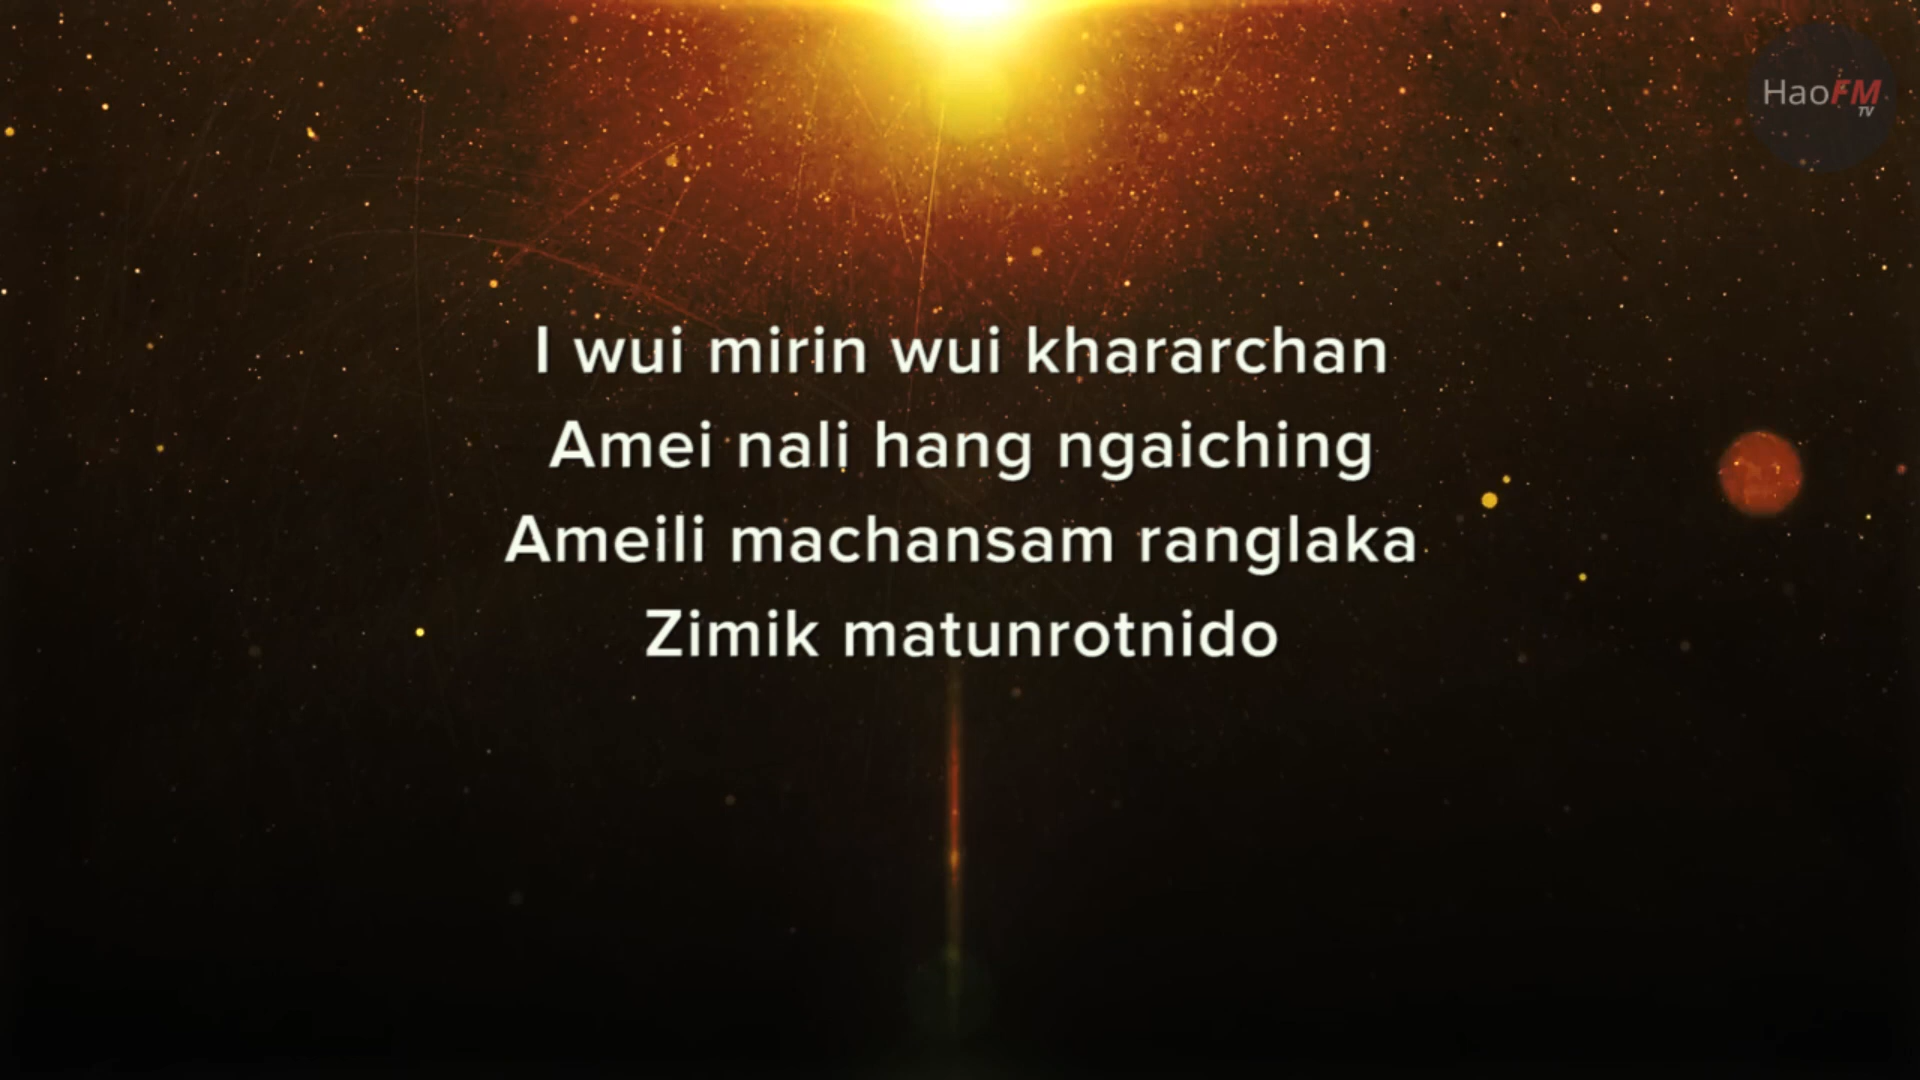 HaoFM
TV
I wui mirin wui khararchan
Amei nali hang ngaiching
Ameili machansam ranglaka
Zimik matunrotnido